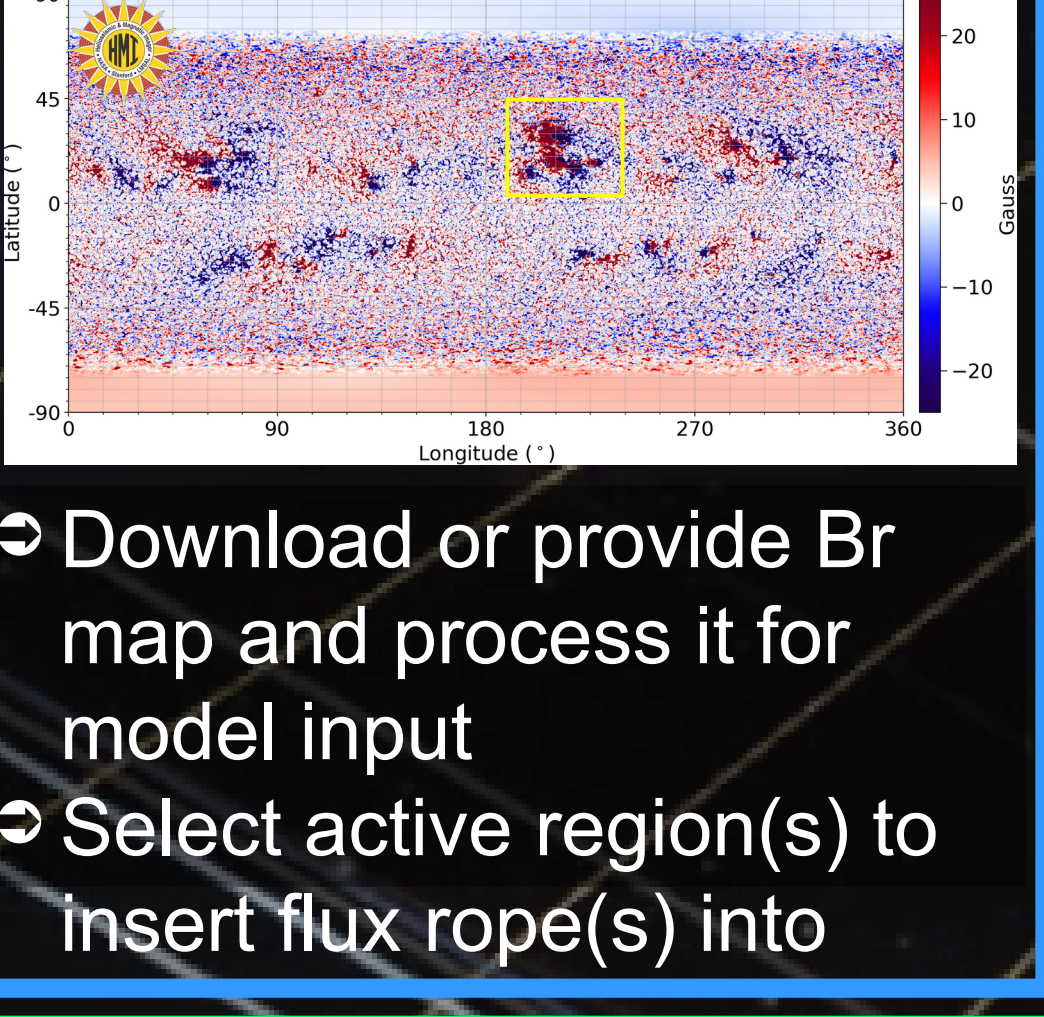 HMI
20
45
10
Latitude (°)
0
0
Gauss
−10
-45
−20
-90
0
90
180
270
360
Longitude (°)
Download or provide Br
map and process it for
model input
Select active region(s) to
insert flux rope(s) into